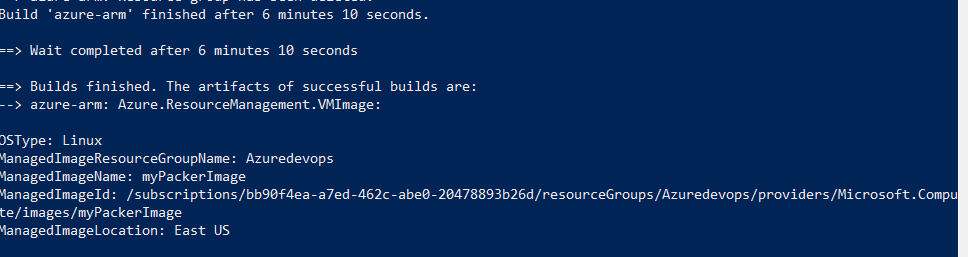 Build 'azure-arm' finished after 6 minutes 10 seconds.
==> Wait completed after 6 minutes 10 seconds
==> Builds finished. The artifacts of successful builds are:
--> azure-arm: Azure.ResourceManagement.VMImage:
OSType: Linux
ManagedImageResourceGroupName: Azuredevops
ManagedImageName: myPackerImage
ManagedImageId: /subscriptions/bb90f4ea-a7ed-462c-abe0-20478893b26d/resourceGroups/Azuredevops/providers/Microsoft.Compu
te/images/myPackerImage
ManagedImageLocation: East US